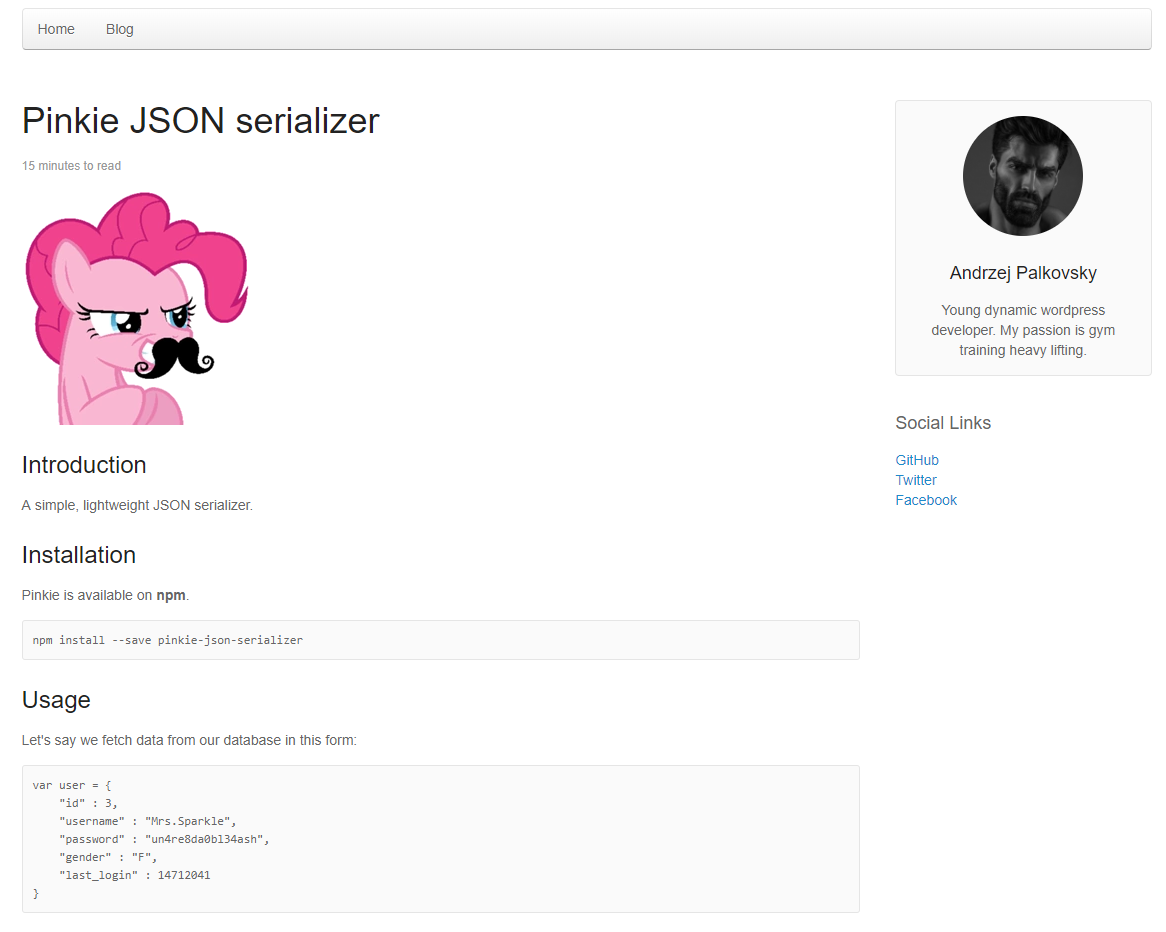 Home
Blog
Pinkie JSON serializer
15 minutes to read
Introduction
A simple, lightweight JSON serializer.
Installation
Pinkie is available on npm.
npm install --save pinkie-json-serializer
Usage
Let's say we fetch data from our database in this form:
var user = {
    "id" : 3,
    "username" : "Mrs.Sparkle",
    "password" : "un4re8da0bl34ash",
    "gender" : "F",
    "last_login" : 14712041
}
Andrzej Palkovsky
Young dynamic wordpress
developer. My passion is gym
training heavy lifting.
Social Links
GitHub
Twitter
Facebook